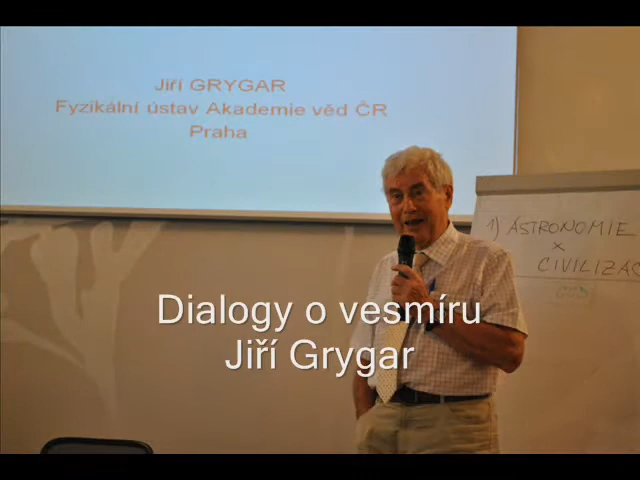 Jiří GRYGAR
Fyzikální ústav Akademie věd ČR
Praha
1) ASTRONOMIE
x
CIVILIZAC
Dialogy o vesmíru
Jiří Grygar